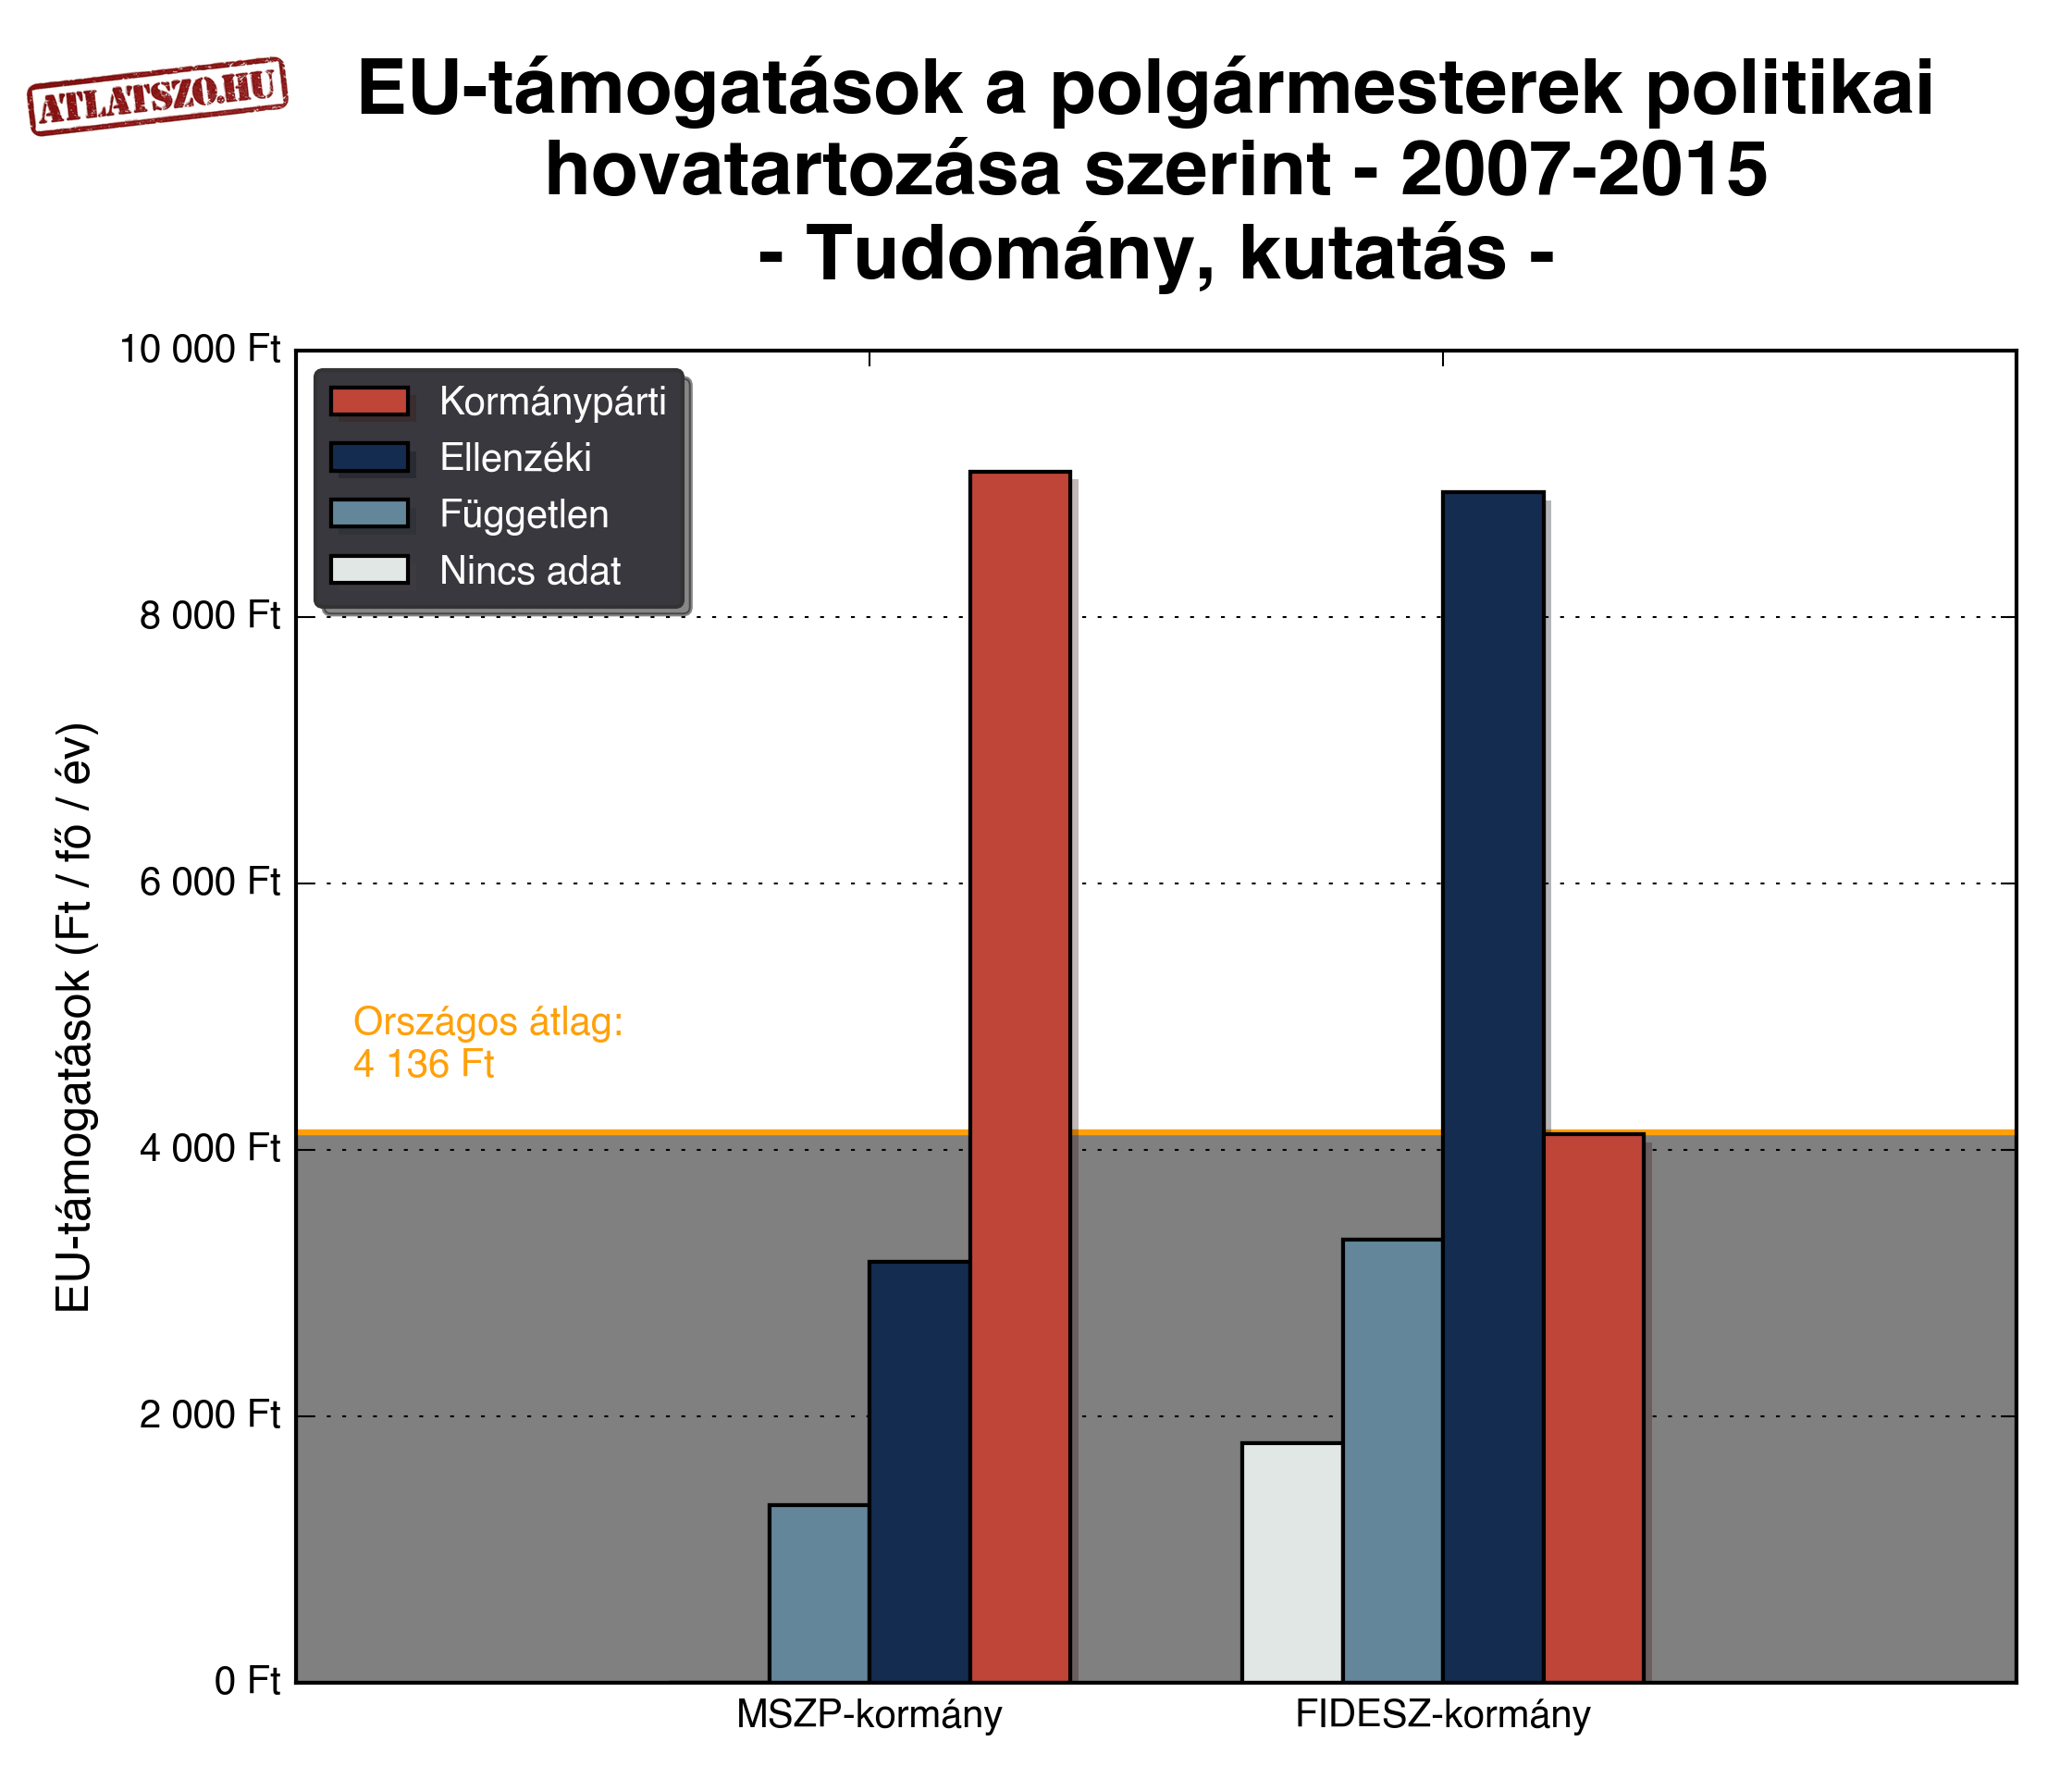 ATLATSZO.HU
EU-támogatások a polgármesterek politikai
hovatartozása szerint - 2007-2015
- Tudomány, kutatás -
10 000 Ft
8 000 Ft
6 000 Ft
4 000 Ft
2 000 Ft
0 Ft
EU-támogatások (Ft / fő / év)
Kormánypárti
Ellenzéki
Független
Nincs adat
Országos átlag:
4 136 Ft
MSZP-kormány
FIDESZ-kormány